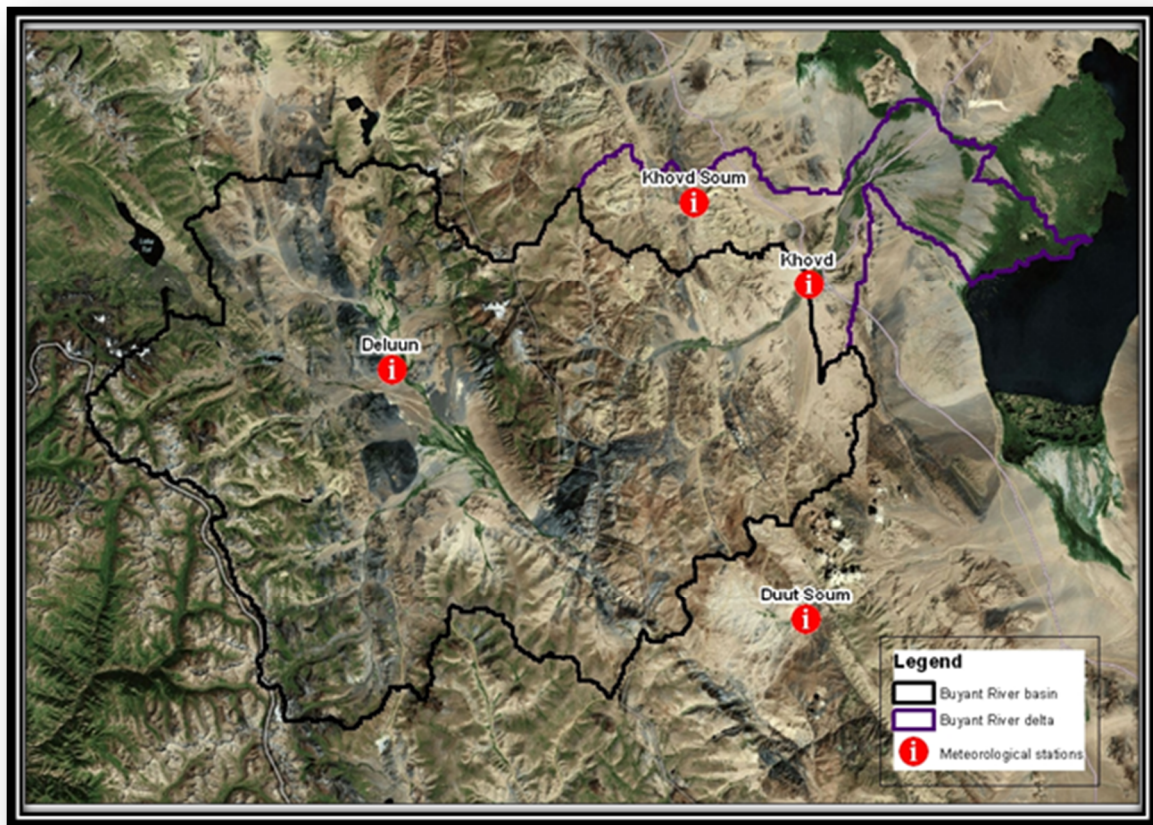 Khovd Soum
i
Khovd
i
Deluun
i
Duut Soum
i
Legend
Buyant River basin
Buyant River delta
i Meteorological stations